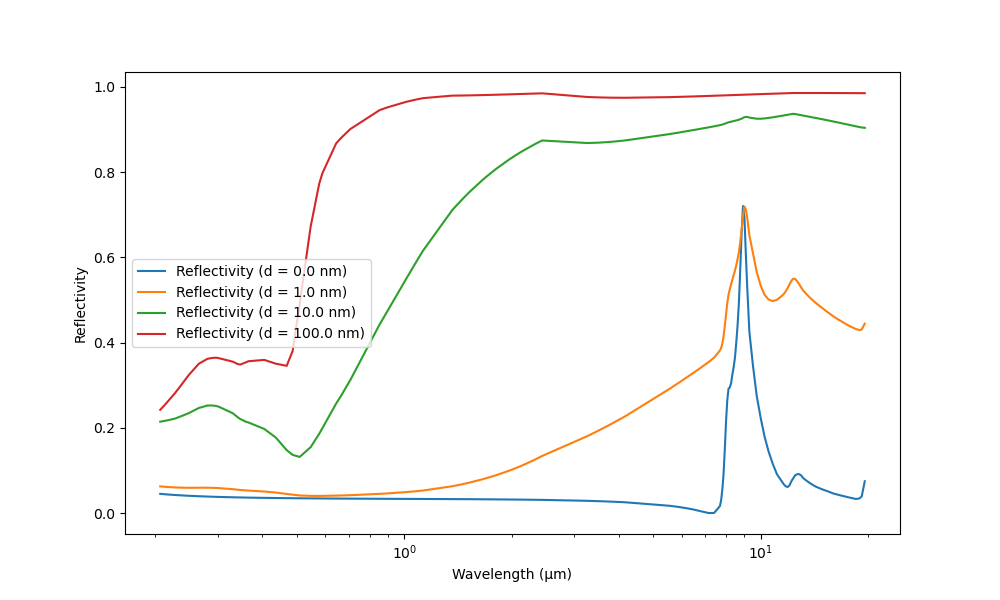 1.0
0.8
0.6
0.4
0.2
0.0
Reflectivity
Reflectivity (d = 0.0 nm)
Reflectivity (d = 1.0 nm)
Reflectivity (d = 10.0 nm)
Reflectivity (d = 100.0 nm)
10⁰
10¹
Wavelength (μm)